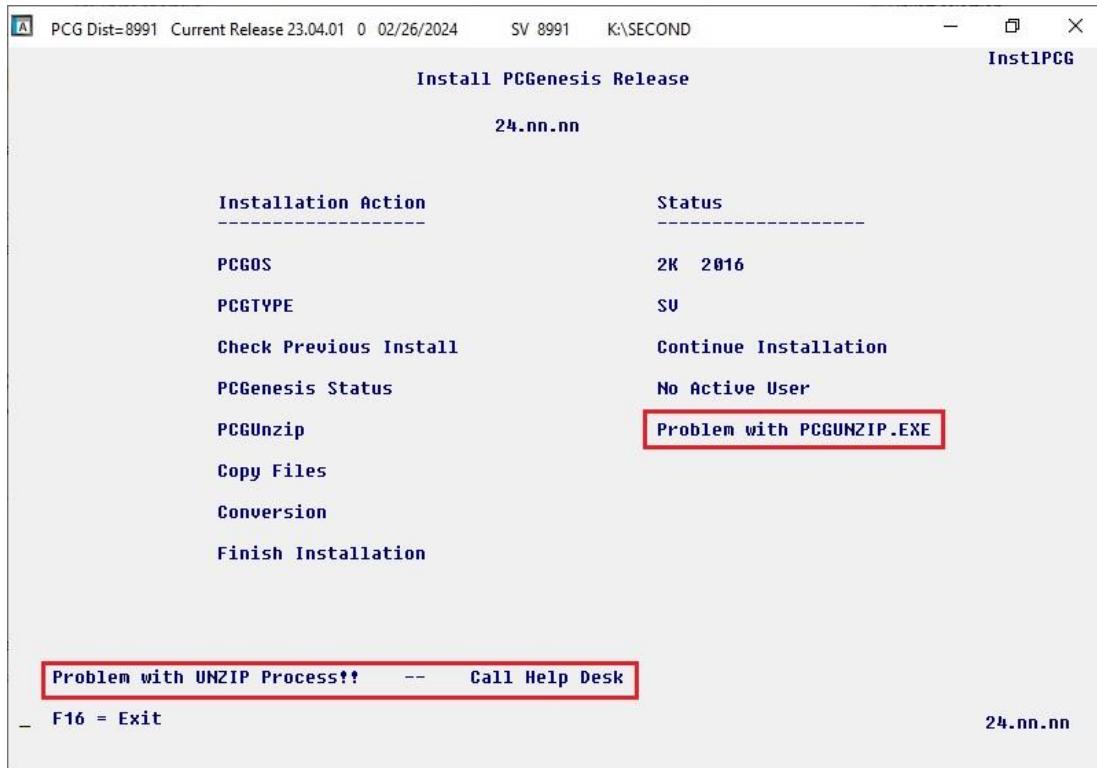 A PCG Dist=8991 Current Release 23.04.01 0 02/26/2024 SV 8991 K:\SECOND
InstlPCG
Install PCGenesis Release
24.nn.nn
Installation Action Status
------------------- -------------------
PCGOS 2K 2016
PCGTYPE SV
Check Previous Install Continue Installation
PCGenesis Status No Active User
PCGUnzip Problem with PCGUNZIP.EXE
Copy Files
Conversion
Finish Installation
Problem with UNZIP Process!! -- Call Help Desk
_ F16 = Exit 24.nn.nn